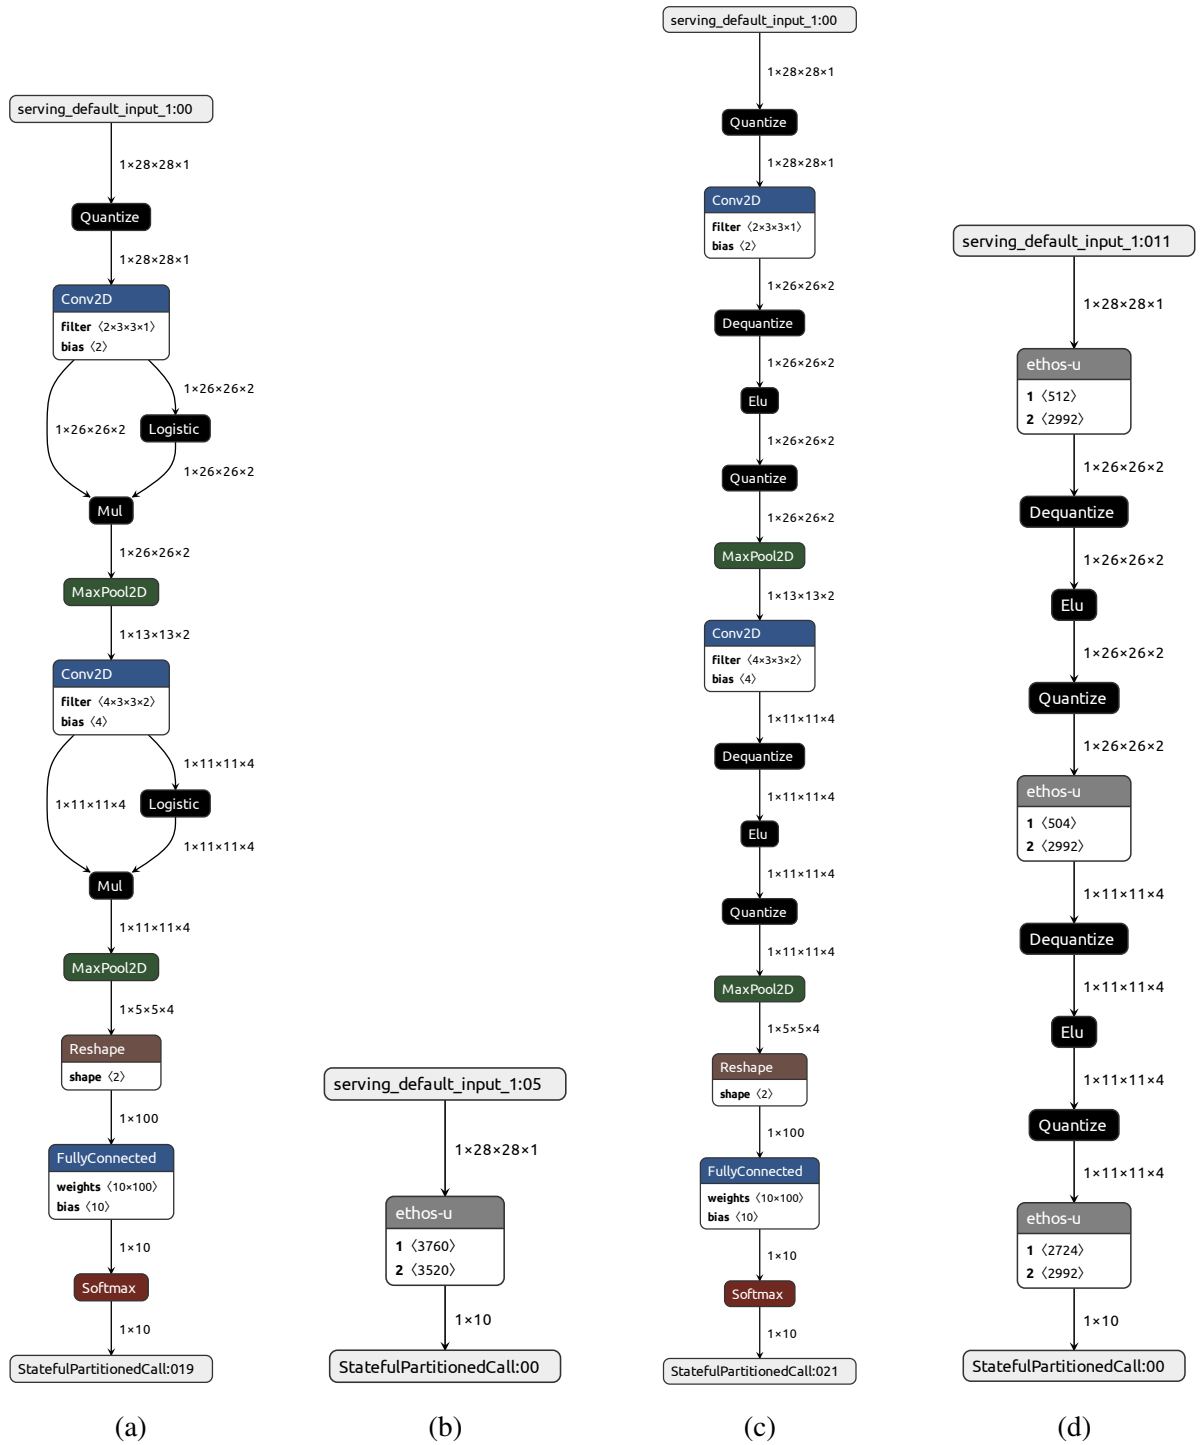 serving_default_input_1:00
1×28×28×1
Quantize
1×28×28×1
Conv2D
filter ⟨2×3×3×1⟩
bias ⟨2⟩
1×26×26×2
1×26×26×2
Logistic
1×26×26×2
Mul
1×26×26×2
MaxPool2D
1×13×13×2
Conv2D
filter ⟨4×3×3×2⟩
bias ⟨4⟩
1×11×11×4
1×11×11×4
Logistic
1×11×11×4
Mul
1×11×11×4
MaxPool2D
1×5×5×4
Reshape
shape ⟨2⟩
1×100
FullyConnected
weights ⟨10×100⟩
bias ⟨10⟩
1×10
Softmax
1×10
StatefulPartitionedCall:019
(a)
serving_default_input_1:05
1×28×28×1
ethos-u
1 ⟨3760⟩
2 ⟨3520⟩
1×10
StatefulPartitionedCall:00
(b)
serving_default_input_1:00
1×28×28×1
Quantize
1×28×28×1
Conv2D
filter ⟨2×3×3×1⟩
bias ⟨2⟩
1×26×26×2
Dequantize
1×26×26×2
Elu
1×26×26×2
Quantize
1×26×26×2
MaxPool2D
1×13×13×2
Conv2D
filter ⟨4×3×3×2⟩
bias ⟨4⟩
1×11×11×4
Dequantize
1×11×11×4
Elu
1×11×11×4
Quantize
1×11×11×4
MaxPool2D
1×5×5×4
Reshape
shape ⟨2⟩
1×100
FullyConnected
weights ⟨10×100⟩
bias ⟨10⟩
1×10
Softmax
1×10
StatefulPartitionedCall:021
(c)
serving_default_input_1:011
1×28×28×1
ethos-u
1 ⟨512⟩
2 ⟨2992⟩
1×26×26×2
Dequantize
1×26×26×2
Elu
1×26×26×2
Quantize
1×26×26×2
ethos-u
1 ⟨504⟩
2 ⟨2992⟩
1×11×11×4
Dequantize
1×11×11×4
Elu
1×11×11×4
Quantize
1×11×11×4
ethos-u
1 ⟨2724⟩
2 ⟨2992⟩
1×10
StatefulPartitionedCall:00
(d)